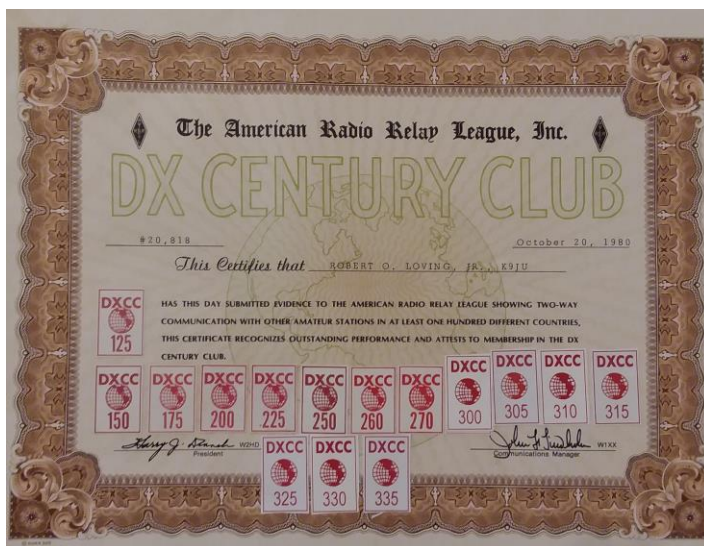 The American Radio Relay League, Inc.
DX CENTURY CLUB
#20,818
October 20, 1980
This Certifies that ROBERT O. LOVING, JR., K9JU
HAS THIS DAY SUBMITTED EVIDENCE TO THE AMERICAN RADIO RELAY LEAGUE SHOWING TWO-WAY
COMMUNICATION WITH OTHER AMATEUR STATIONS IN AT LEAST ONE HUNDRED DIFFERENT COUNTRIES,
THIS CERTIFICATE RECOGNIZES OUTSTANDING PERFORMANCE AND ATTESTS TO MEMBERSHIP IN THE DX
CENTURY CLUB.
DXCC
125
DXCC
150
DXCC
175
DXCC
200
DXCC
225
DXCC
250
DXCC
260
DXCC
270
DXCC
300
DXCC
305
DXCC
310
DXCC
315
Harry J. W2HD
President
John F. W1XX
Communications Manager
DXCC
325
DXCC
330
DXCC
335